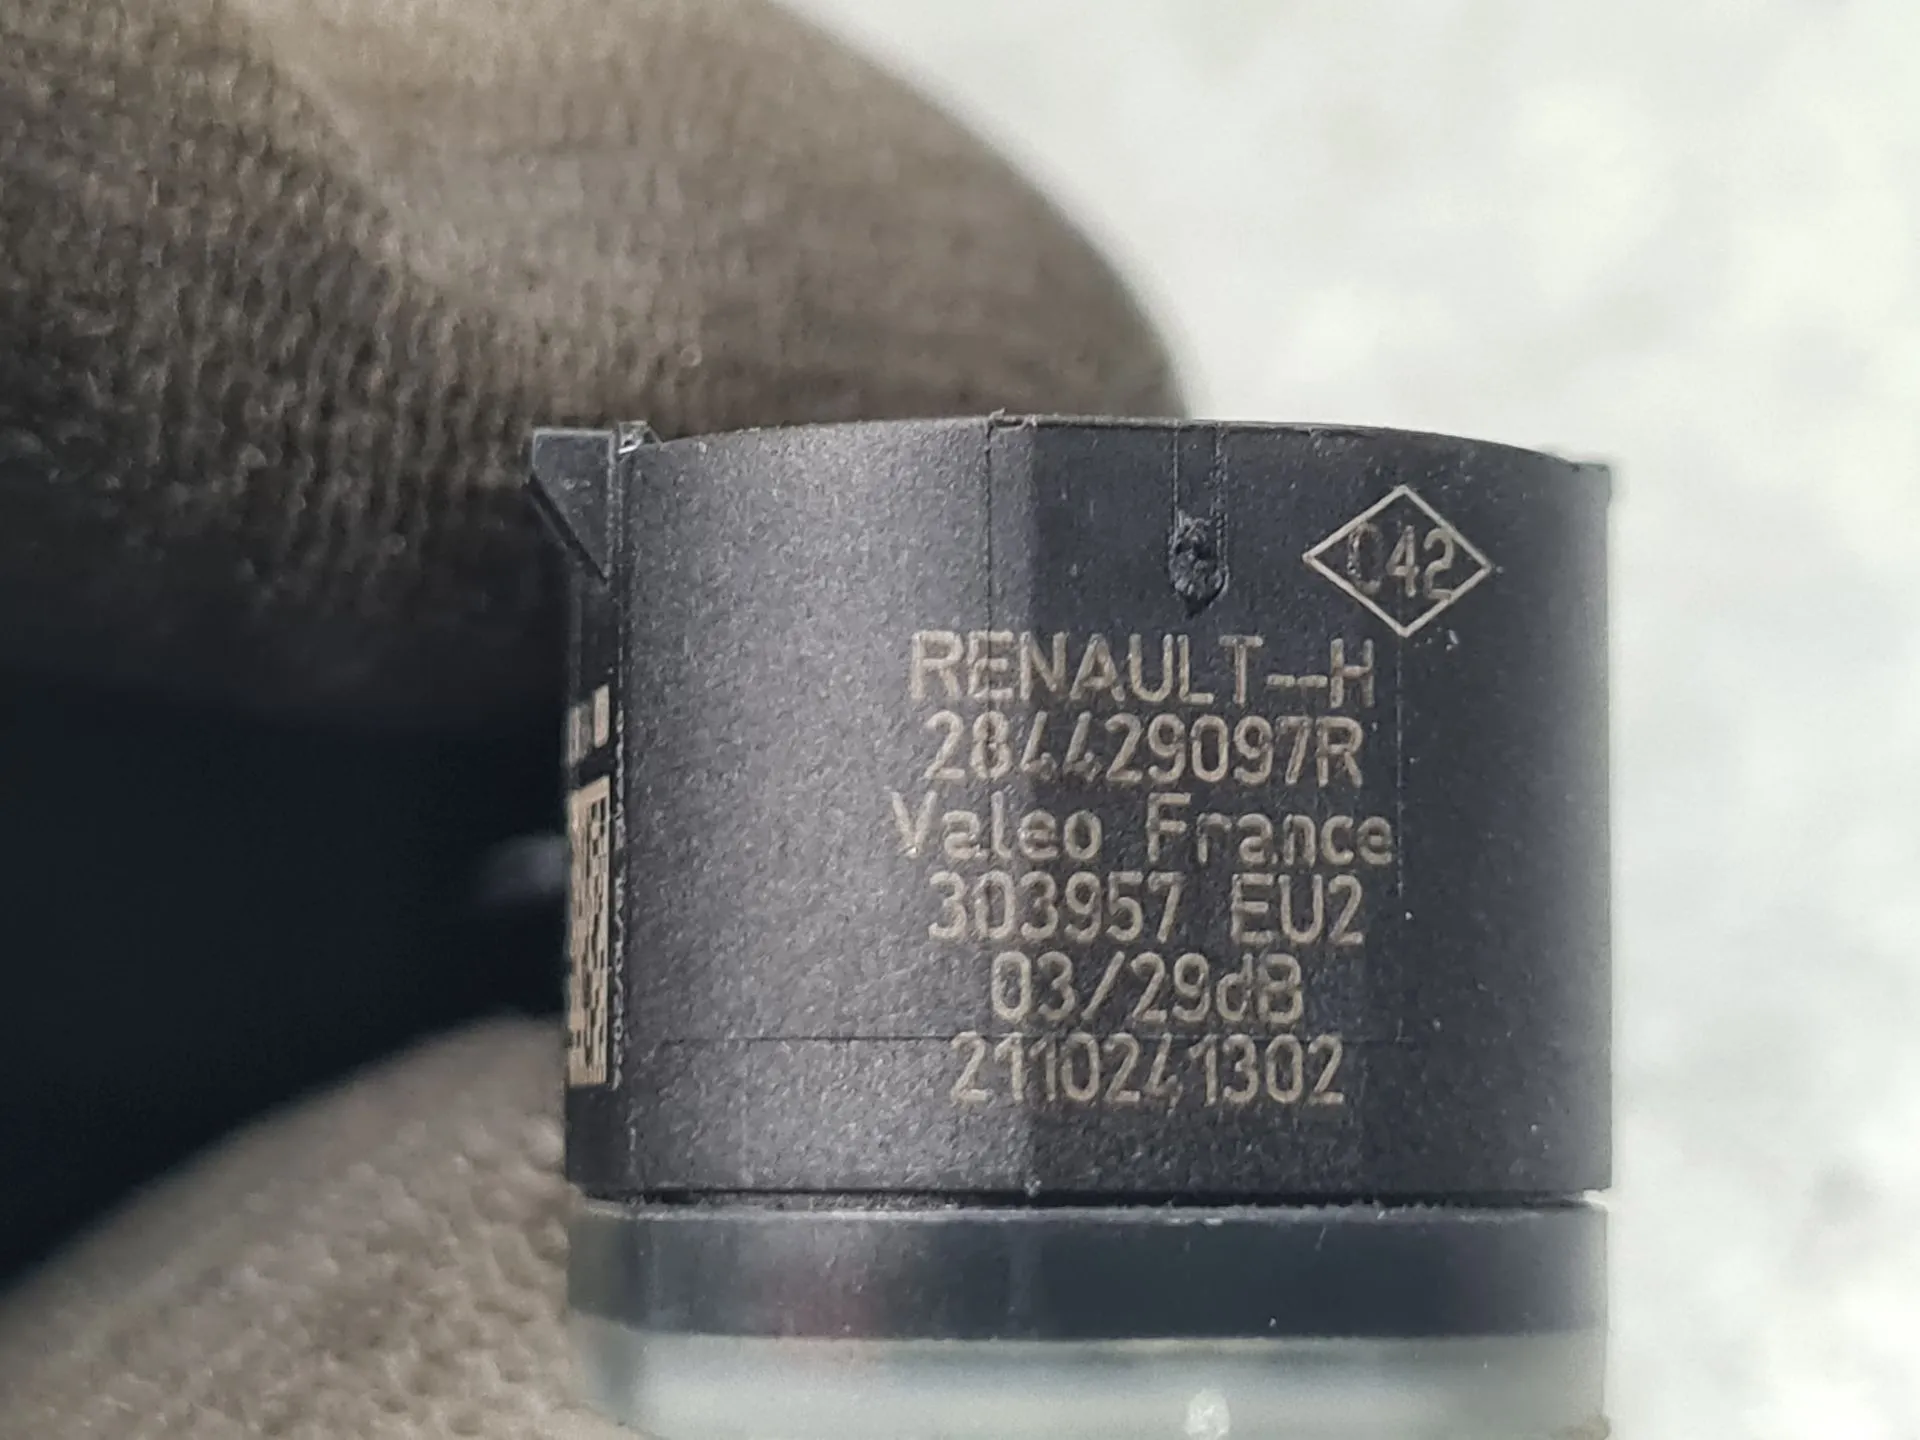 C42
RENAULT--H
284429097R
Valeo France
303957 EU2
03/29dB
2110241302